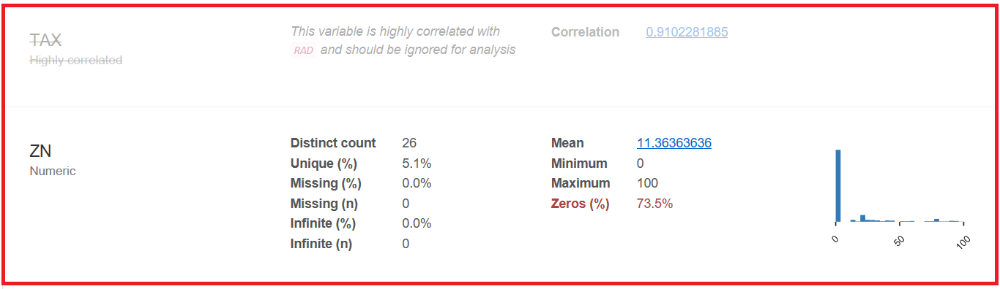 TAX
Highly correlated
This variable is highly correlated with
RAD and should be ignored for analysis
Correlation 0.9102281885
ZN
Numeric
Distinct count 26
Unique (%) 5.1%
Missing (%) 0.0%
Missing (n) 0
Infinite (%) 0.0%
Infinite (n) 0
Mean 11.36363636
Minimum 0
Maximum 100
Zeros (%) 73.5%
0 50 100